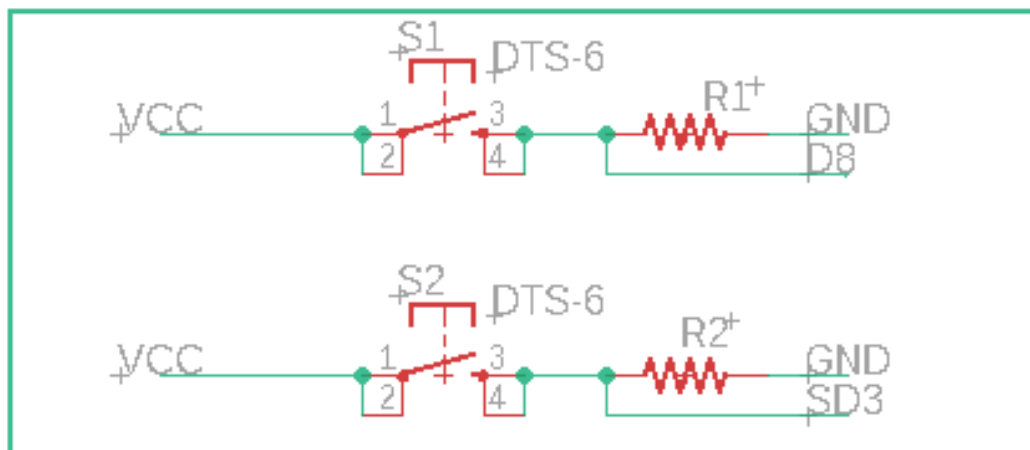 S1 DTS-6
VCC 1 3 R1 GND
2 4 D8
S2 DTS-6
VCC 1 3 R2 GND
2 4 SD3